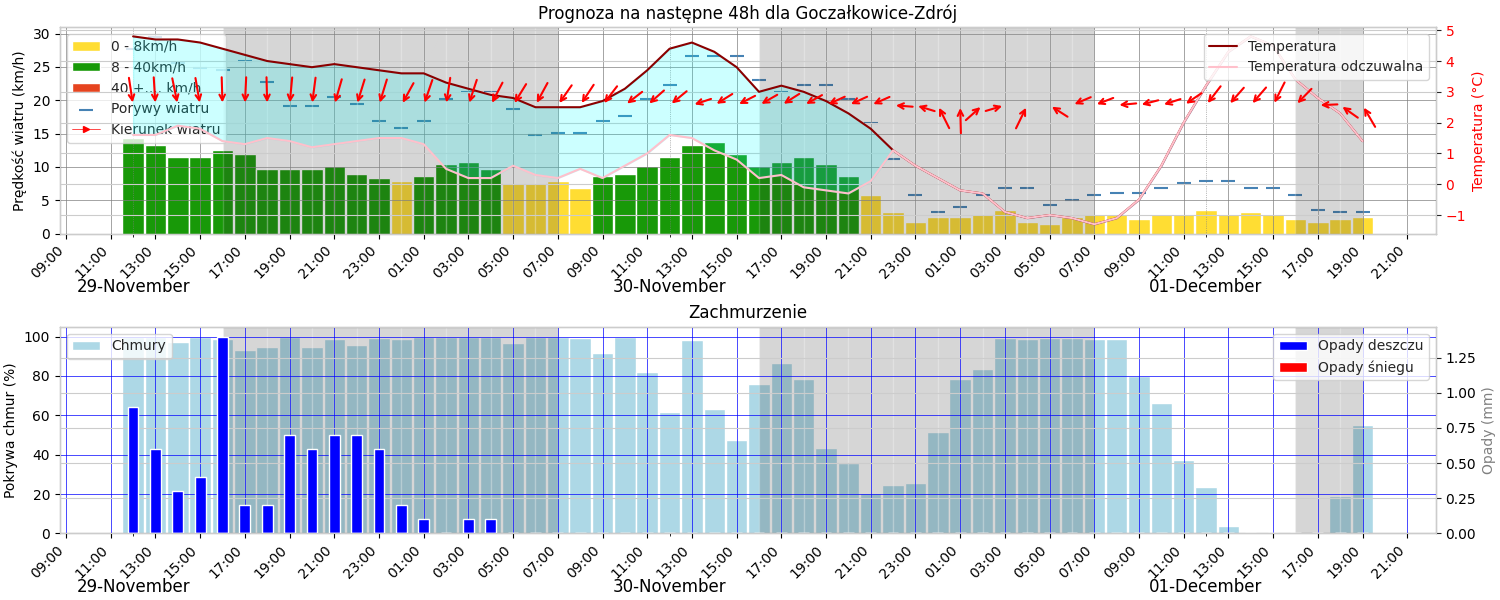 Prognoza na następne 48h dla Goczałkowice-Zdrój
Prędkość wiatru (km/h)
30
25
20
15
10
5
0
0 - 8km/h
8 - 40km/h
40 +.... km/h
Porywy wiatru
Kierunek wiatru
Temperatura
Temperatura odczuwalna
5
4
3
2
1
0
−1
Temperatura (°C)
09:00 11:00 13:00 15:00 17:00 19:00 21:00 23:00 01:00 03:00 05:00 07:00 09:00 11:00 13:00 15:00 17:00 19:00 21:00 23:00 01:00 03:00 05:00 07:00 09:00 11:00 13:00 15:00 17:00 19:00 21:00
29-November 30-November 01-December
Zachmurzenie
Pokrywa chmur (%)
100
80
60
40
20
0
Chmury
Opady deszczu
Opady śniegu
1.25
1.00
0.75
0.50
0.25
0.00
Opady (mm)
09:00 11:00 13:00 15:00 17:00 19:00 21:00 23:00 01:00 03:00 05:00 07:00 09:00 11:00 13:00 15:00 17:00 19:00 21:00 23:00 01:00 03:00 05:00 07:00 09:00 11:00 13:00 15:00 17:00 19:00 21:00
29-November 30-November 01-December